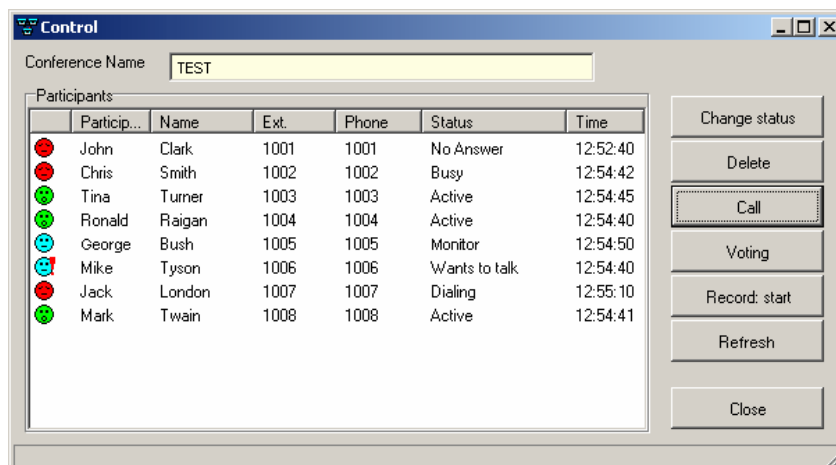 Control
Conference Name TEST
Participants
Particip... Name Ext. Phone Status Time
John Clark 1001 1001 No Answer 12:52:40
Chris Smith 1002 1002 Busy 12:54:42
Tina Turner 1003 1003 Active 12:54:45
Ronald Raigan 1004 1004 Active 12:54:40
George Bush 1005 1005 Monitor 12:54:50
Mike Tyson 1006 1006 Wants to talk 12:54:40
Jack London 1007 1007 Dialing 12:55:10
Mark Twain 1008 1008 Active 12:54:41
Change status
Delete
Call
Voting
Record: start
Refresh
Close